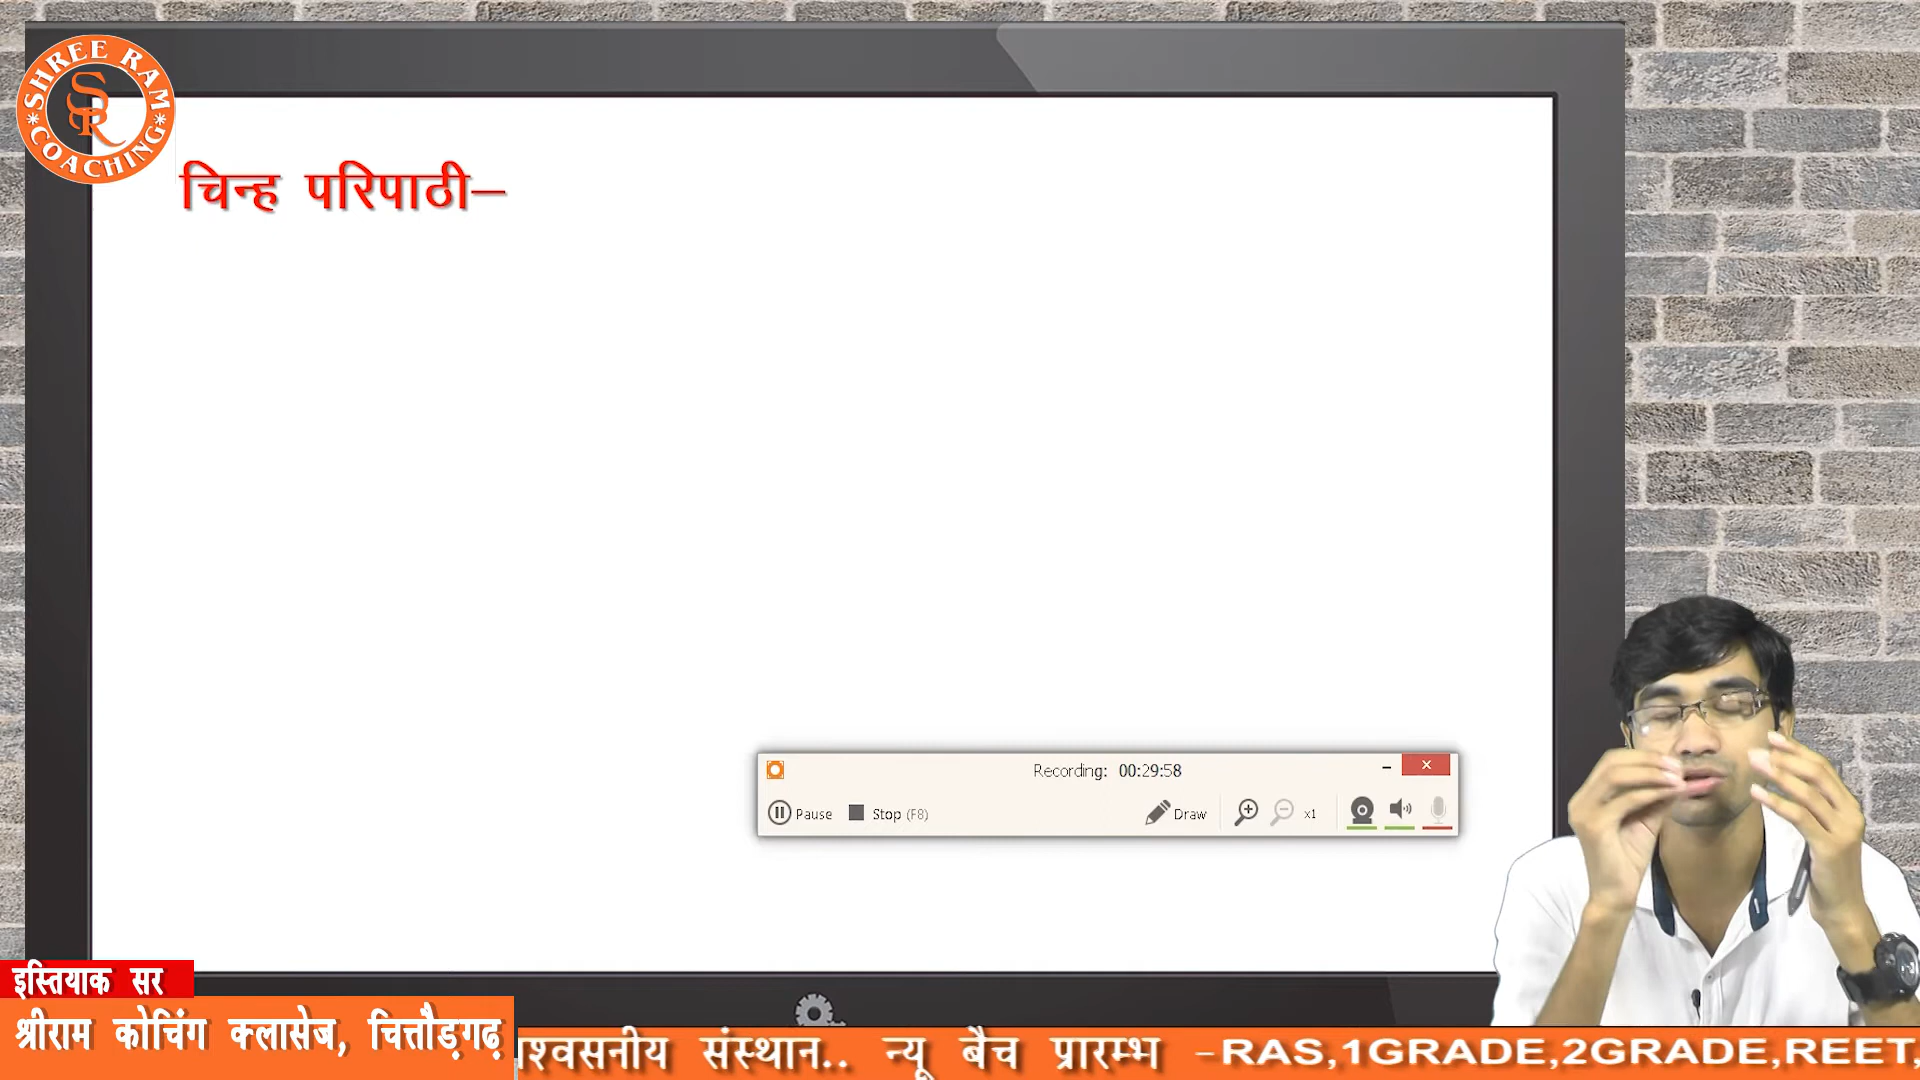 SHREE RAM
SR
COACHING
चिन्ह परिपाठी–
Recording: 00:29:58
Pause
Stop (F8)
Draw
x1
इस्तियाक सर
श्रीराम कोचिंग क्लासेज, चित्तौड़गढ़
श्वसनीय संस्थान.. न्यू बैच प्रारम्भ -RAS,1GRADE,2GRADE,REET,